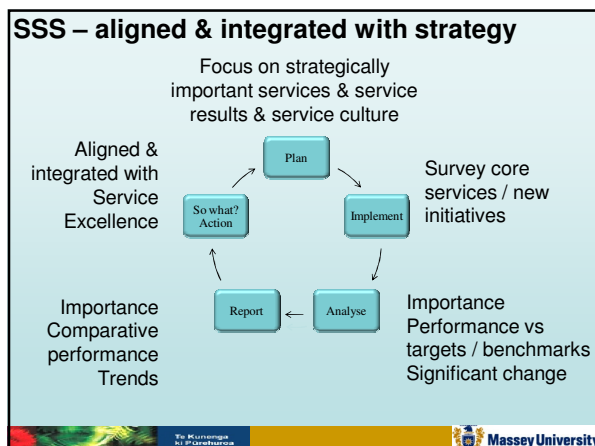 SSS – aligned & integrated with strategy
Focus on strategically
important services & service
results & service culture
Plan
Aligned &
integrated with
Service
Excellence
So what?
Action
Implement
Survey core
services / new
initiatives
Importance
Comparative
performance
Trends
Report
Analyse
Importance
Performance vs
targets / benchmarks
Significant change
Te Kunenga
ki Pūrehuroa
Massey University